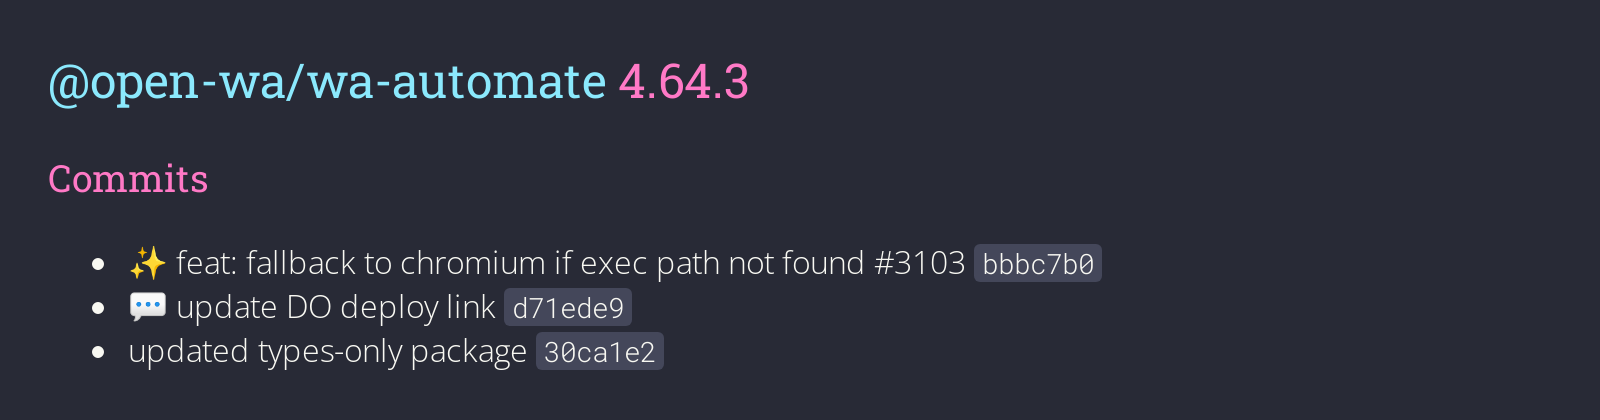 @open-wa/wa-automate 4.64.3
Commits
• ✨ feat: fallback to chromium if exec path not found #3103 bbbc7b0
• 💬 update DO deploy link d71ede9
• updated types-only package 30ca1e2